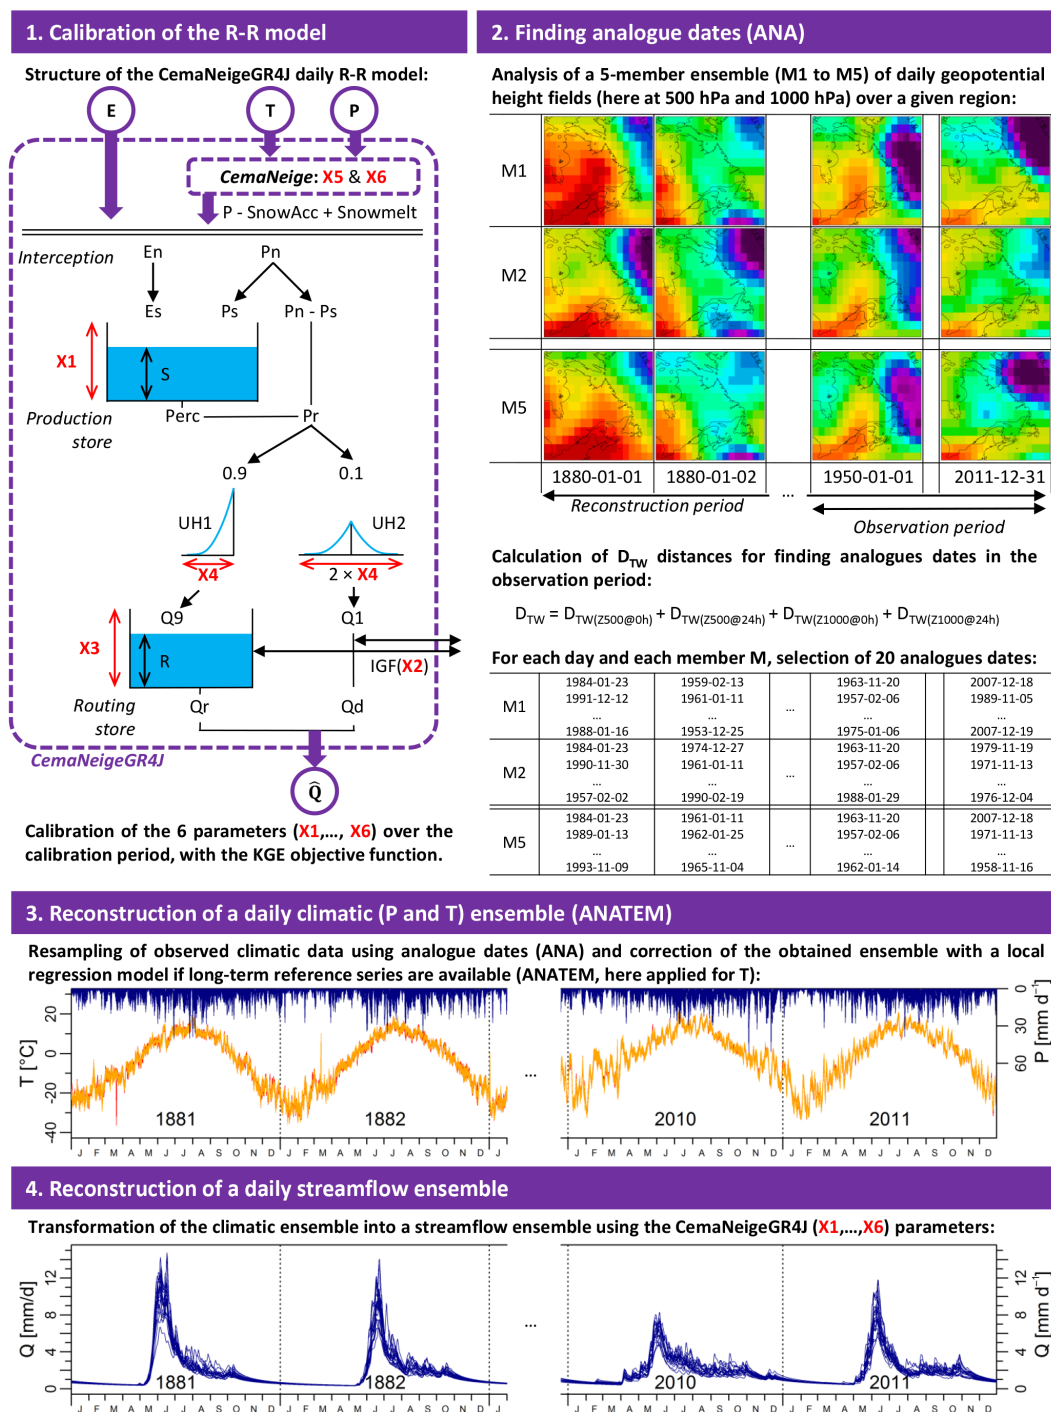 1. Calibration of the R-R model
Structure of the CemaNeigeGR4J daily R-R model:
E
T
P
CemaNeige: X5 & X6
P - SnowAcc + Snowmelt
Interception
En
Pn
Es
Ps
Pn - Ps
X1
S
Production
store
Perc
Pr
0.9
0.1
UH1
UH2
X4
2 × X4
Q9
Q1
X3
R
IGF(X2)
Routing
store
Qr
Qd
CemaNeigeGR4J
Q̂
Calibration of the 6 parameters (X1,..., X6) over the
calibration period, with the KGE objective function.
2. Finding analogue dates (ANA)
Analysis of a 5-member ensemble (M1 to M5) of daily geopotential
height fields (here at 500 hPa and 1000 hPa) over a given region:
M1
M2
M5
1880-01-01 1880-01-02 ... 1950-01-01 2011-12-31
Reconstruction period
Observation period
Calculation of DTW distances for finding analogues dates in the
observation period:
DTW = DTW(Z500@0h) + DTW(Z500@24h) + DTW(Z1000@0h) + DTW(Z1000@24h)
For each day and each member M, selection of 20 analogues dates:
1984-01-23 1959-02-13 1963-11-20 2007-12-18
M1 1991-12-12 1961-01-11 ... 1957-02-06 1989-11-05
... ... ... ...
1988-01-16 1953-12-25 1975-01-06 2007-12-19
1984-01-23 1974-12-27 1963-11-20 1979-11-19
M2 1990-11-30 1961-01-11 ... 1957-02-06 1971-11-13
... ... ... ...
1957-02-02 1990-02-19 1988-01-29 1976-12-04
1984-01-23 1961-01-11 1963-11-20 2007-12-18
M5 1989-01-13 1962-01-25 ... 1957-02-06 1971-11-13
... ... ... ...
1993-11-09 1965-11-04 1962-01-14 1958-11-16
3. Reconstruction of a daily climatic (P and T) ensemble (ANATEM)
Resampling of observed climatic data using analogue dates (ANA) and correction of the obtained ensemble with a local
regression model if long-term reference series are available (ANATEM, here applied for T):
T [°C]
20
0
-20
-40
1881
1882
...
2010
2011
0
30
60
P [mm d⁻¹]
J F M A M J J A S O N D J F M A M J J A S O N D J
J F M A M J J A S O N D J F M A M J J A S O N D
4. Reconstruction of a daily streamflow ensemble
Transformation of the climatic ensemble into a streamflow ensemble using the CemaNeigeGR4J (X1,...,X6) parameters:
Q [mm/d]
12
8
4
0
1881
1882
...
2010
2011
12
8
4
0
Q [mm d⁻¹]
J F M A M J J A S O N D J F M A M J J A S O N D J
J F M A M J J A S O N D J F M A M J J A S O N D